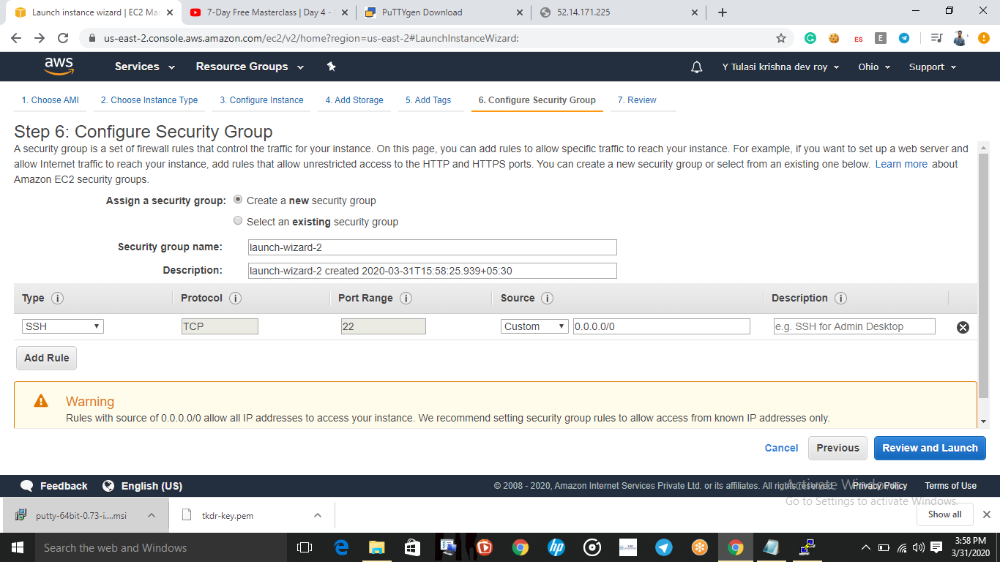 Launch instance wizard | EC2 Ma
7-Day Free Masterclass | Day 4 -
PuTTYgen Download
52.14.171.225
us-east-2.console.aws.amazon.com/ec2/v2/home?region=us-east-2#LaunchInstanceWizard:
ES
E
aws
Services
Resource Groups
Y Tulasi krishna dev roy
Ohio
Support
1. Choose AMI
2. Choose Instance Type
3. Configure Instance
4. Add Storage
5. Add Tags
6. Configure Security Group
7. Review
Step 6: Configure Security Group
A security group is a set of firewall rules that control the traffic for your instance. On this page, you can add rules to allow specific traffic to reach your instance. For example, if you want to set up a web server and
allow Internet traffic to reach your instance, add rules that allow unrestricted access to the HTTP and HTTPS ports. You can create a new security group or select from an existing one below. Learn more about
Amazon EC2 security groups.
Assign a security group:
Create a new security group
Select an existing security group
Security group name:
launch-wizard-2
Description:
launch-wizard-2 created 2020-03-31T15:58:25.939+05:30
Type
Protocol
Port Range
Source
Description
SSH
TCP
22
Custom
0.0.0.0/0
e.g. SSH for Admin Desktop
Add Rule
Warning
Rules with source of 0.0.0.0/0 allow all IP addresses to access your instance. We recommend setting security group rules to allow access from known IP addresses only.
Cancel
Previous
Review and Launch
Feedback
English (US)
© 2008 - 2020, Amazon Internet Services Private Ltd. or its affiliates. All rights reserved.
Privacy Policy
Terms of Use
Activate Windows
Go to Settings to activate Windows.
putty-64bit-0.73-i....msi
tkdr-key.pem
Show all
Search the web and Windows
hp
3:58 PM
3/31/2020